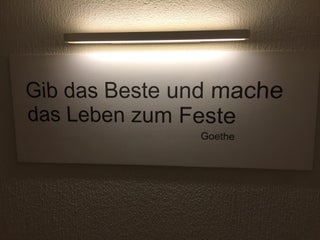 Gib das Beste und mache
das Leben zum Feste
Goethe